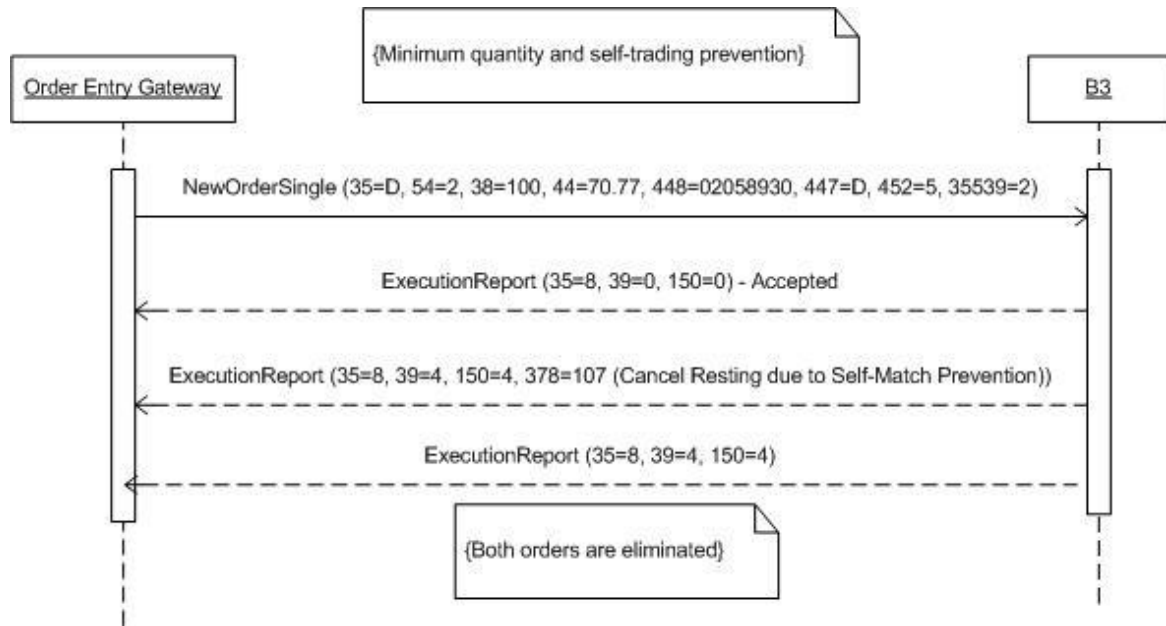 {Minimum quantity and self-trading prevention}
Order Entry Gateway
B3
NewOrderSingle (35=D, 54=2, 38=100, 44=70.77, 448=02058930, 447=D, 452=5, 35539=2)
ExecutionReport (35=8, 39=0, 150=0) - Accepted
ExecutionReport (35=8, 39=4, 150=4, 378=107 (Cancel Resting due to Self-Match Prevention))
ExecutionReport (35=8, 39=4, 150=4)
{Both orders are eliminated}